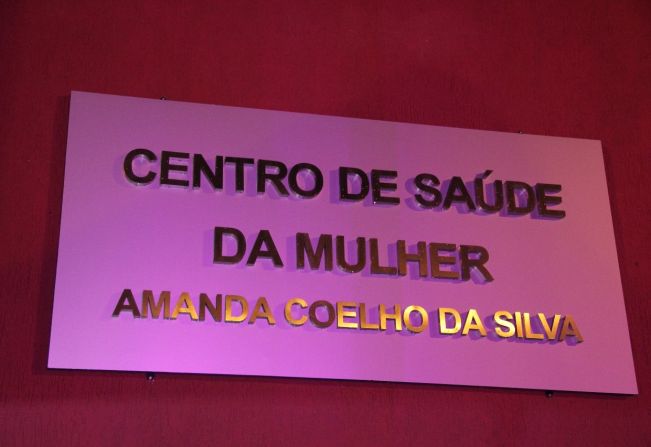 CENTRO DE SAÚDE
DA MULHER
AMANDA COELHO DA SILVA